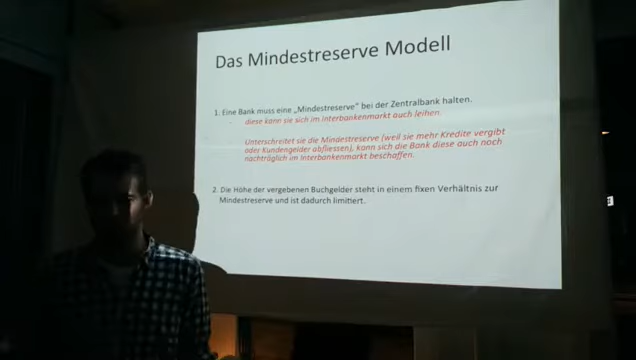 Das Mindestreserve Modell
1. Eine Bank muss eine „Mindestreserve" bei der Zentralbank halten.
diese kann sie sich im Interbankenmarkt auch leihen.
Unterschreitet sie die Mindestreserve (weil sie mehr Kredite vergibt
oder Kundengelder abfliessen), kann sich die Bank diese auch noch
nachträglich im Interbankenmarkt beschaffen.
2. Die Höhe der vergebenen Buchgelder steht in einem fixen Verhältnis zur
Mindestreserve und ist dadurch limitiert.